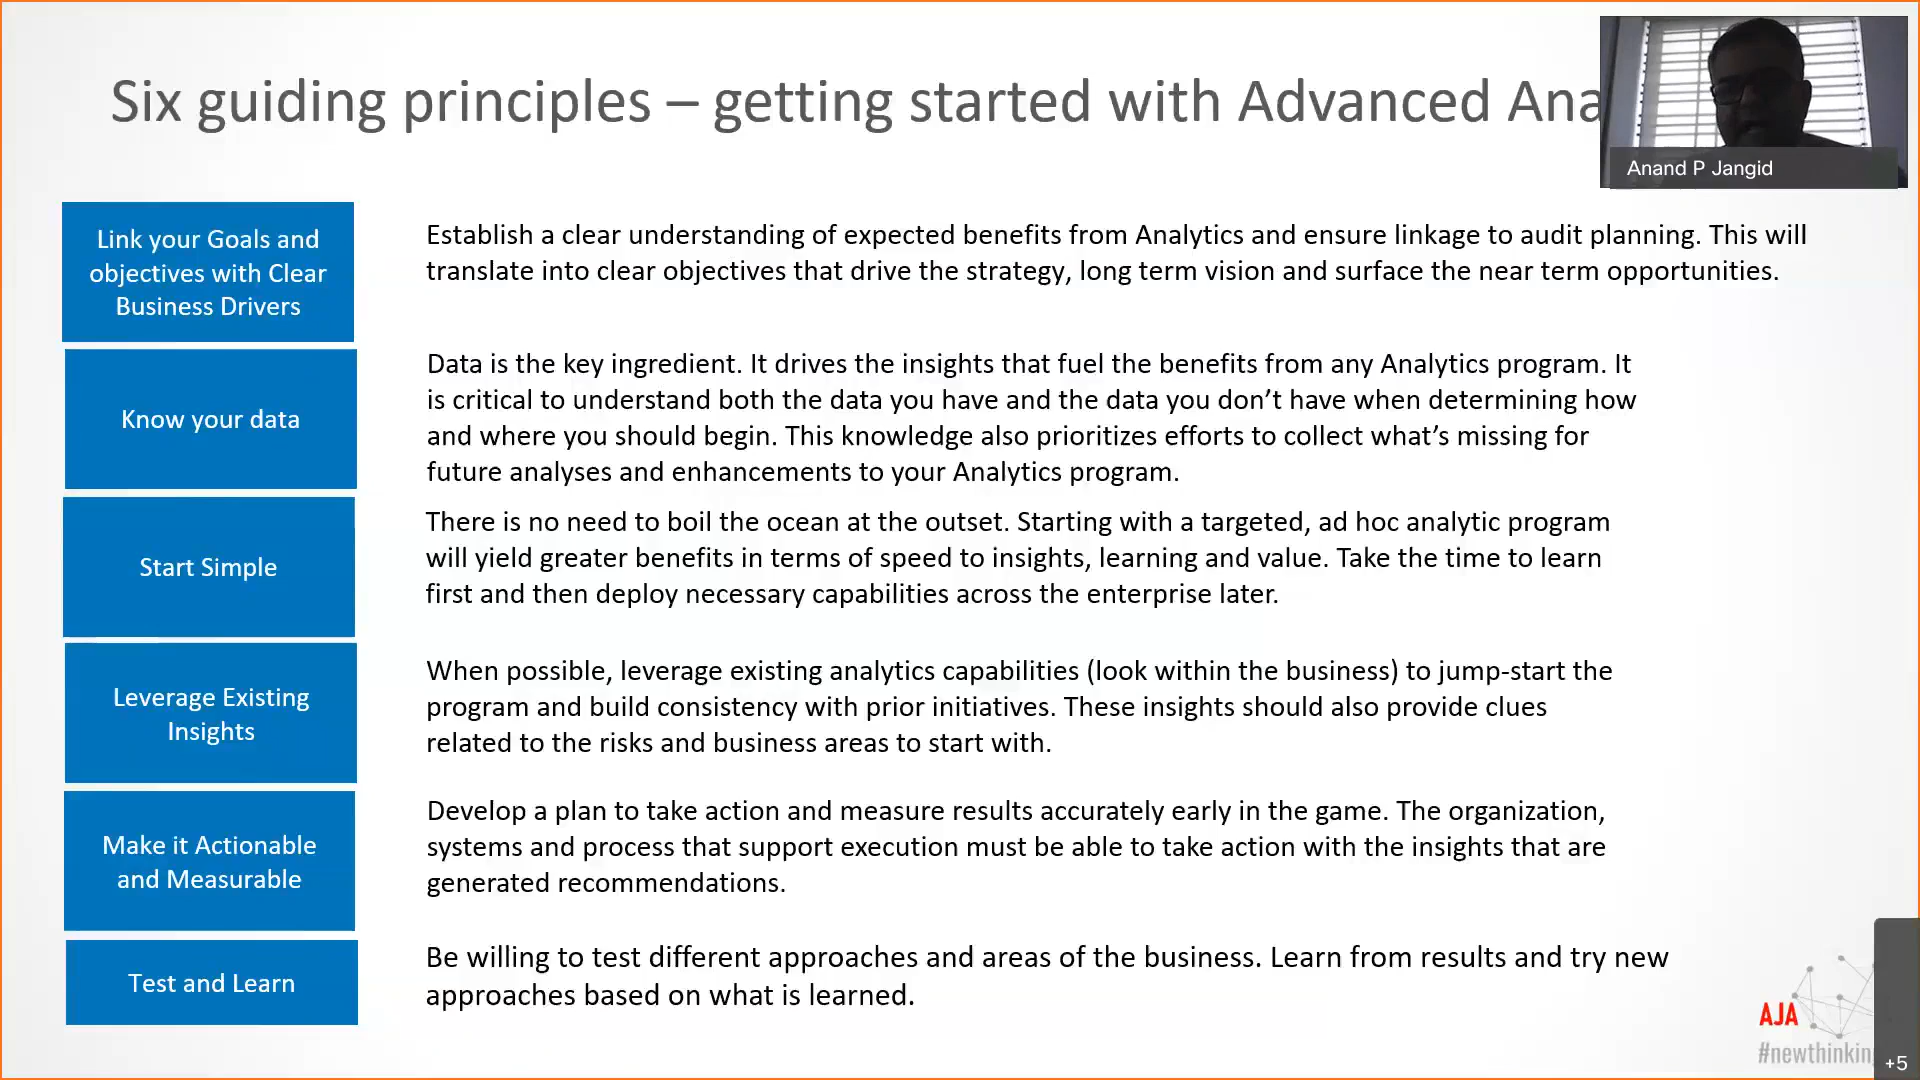 Six guiding principles – getting started with Advanced Ana
Anand P Jangid
Link your Goals and
objectives with Clear
Business Drivers
Establish a clear understanding of expected benefits from Analytics and ensure linkage to audit planning. This will
translate into clear objectives that drive the strategy, long term vision and surface the near term opportunities.
Know your data
Data is the key ingredient. It drives the insights that fuel the benefits from any Analytics program. It
is critical to understand both the data you have and the data you don’t have when determining how
and where you should begin. This knowledge also prioritizes efforts to collect what’s missing for
future analyses and enhancements to your Analytics program.
Start Simple
There is no need to boil the ocean at the outset. Starting with a targeted, ad hoc analytic program
will yield greater benefits in terms of speed to insights, learning and value. Take the time to learn
first and then deploy necessary capabilities across the enterprise later.
Leverage Existing
Insights
When possible, leverage existing analytics capabilities (look within the business) to jump-start the
program and build consistency with prior initiatives. These insights should also provide clues
related to the risks and business areas to start with.
Make it Actionable
and Measurable
Develop a plan to take action and measure results accurately early in the game. The organization,
systems and process that support execution must be able to take action with the insights that are
generated recommendations.
Test and Learn
Be willing to test different approaches and areas of the business. Learn from results and try new
approaches based on what is learned.
AJA
#newthinkin
+5